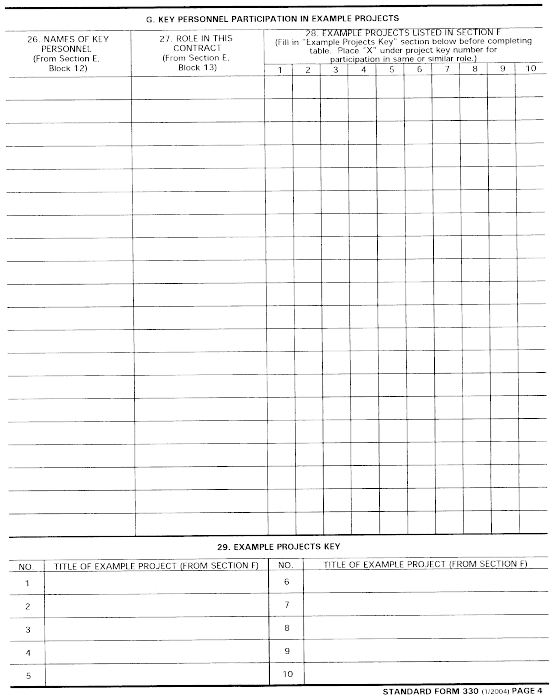 G. KEY PERSONNEL PARTICIPATION IN EXAMPLE PROJECTS
26. NAMES OF KEY
PERSONNEL
(From Section E,
Block 12)
27. ROLE IN THIS
CONTRACT
(From Section E,
Block 13)
28. EXAMPLE PROJECTS LISTED IN SECTION F
(Fill in "Example Projects Key" section below before completing
table. Place "X" under project key number for
participation in same or similar role.)
1 2 3 4 5 6 7 8 9 10
29. EXAMPLE PROJECTS KEY
NO. TITLE OF EXAMPLE PROJECT (FROM SECTION F) NO. TITLE OF EXAMPLE PROJECT (FROM SECTION F)
1 6
2 7
3 8
4 9
5 10
STANDARD FORM 330 (1/2004) PAGE 4